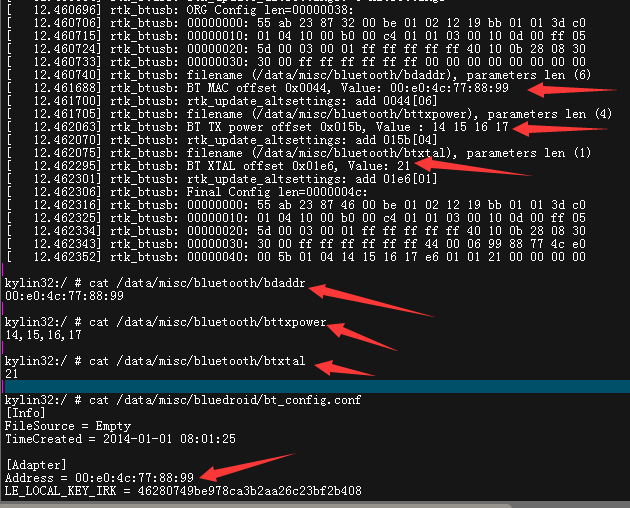 [   12.460698] rtk_btusb: ORG Config len=00000038:
[   12.460706] rtk_btusb: 00000000: 55 ab 23 87 32 00 be 01 02 12 19 bb 01 01 3d c0
[   12.460715] rtk_btusb: 00000010: 01 04 10 00 b0 00 c4 01 01 03 00 10 0d 00 ff 05
[   12.460724] rtk_btusb: 00000020: 5d 00 03 00 01 ff ff ff ff ff 40 10 0b 28 08 30
[   12.460733] rtk_btusb: 00000030: 30 00 ff ff ff ff ff ff 00 00 00 00 00 00 00 00
[   12.460740] rtk_btusb: filename (/data/misc/bluetooth/bdaddr), parameters len (6)
[   12.461688] rtk_btusb: BT MAC offset 0x0044, Value: 00:e0:4c:77:88:99
[   12.461700] rtk_btusb: rtk_update_altsettings: add 0044[06]
[   12.461705] rtk_btusb: filename (/data/misc/bluetooth/bttxpower), parameters len (4)
[   12.462063] rtk_btusb: BT TX power offset 0x015b, Value : 14 15 16 17
[   12.462070] rtk_btusb: rtk_update_altsettings: add 015b[04]
[   12.462075] rtk_btusb: filename (/data/misc/bluetooth/btxtal), parameters len (1)
[   12.462295] rtk_btusb: BT XTAL offset 0x01e6, Value: 21
[   12.462301] rtk_btusb: rtk_update_altsettings: add 01e6[01]
[   12.462306] rtk_btusb: Final Config len=0000004c:
[   12.462316] rtk_btusb: 00000000: 55 ab 23 87 46 00 be 01 02 12 19 bb 01 01 3d c0
[   12.462325] rtk_btusb: 00000010: 01 04 10 00 b0 00 c4 01 01 03 00 10 0d 00 ff 05
[   12.462334] rtk_btusb: 00000020: 5d 00 03 00 01 ff ff ff ff ff 40 10 0b 28 08 30
[   12.462343] rtk_btusb: 00000030: 30 00 ff ff ff ff ff ff 44 00 06 99 88 77 4c e0
[   12.462352] rtk_btusb: 00000040: 00 5b 01 04 14 15 16 17 e6 01 01 21 00 00 00 00
kylin32:/ # cat /data/misc/bluetooth/bdaddr
00:e0:4c:77:88:99
kylin32:/ # cat /data/misc/bluetooth/bttxpower
14,15,16,17
kylin32:/ # cat /data/misc/bluetooth/btxtal
21
kylin32:/ # cat /data/misc/bluedroid/bt_config.conf
[Info]
FileSource = Empty
TimeCreated = 2014-01-01 08:01:25
[Adapter]
Address = 00:e0:4c:77:88:99
LE_LOCAL_KEY_IRK = 46280749be978ca3b2aa26c23bf2b408